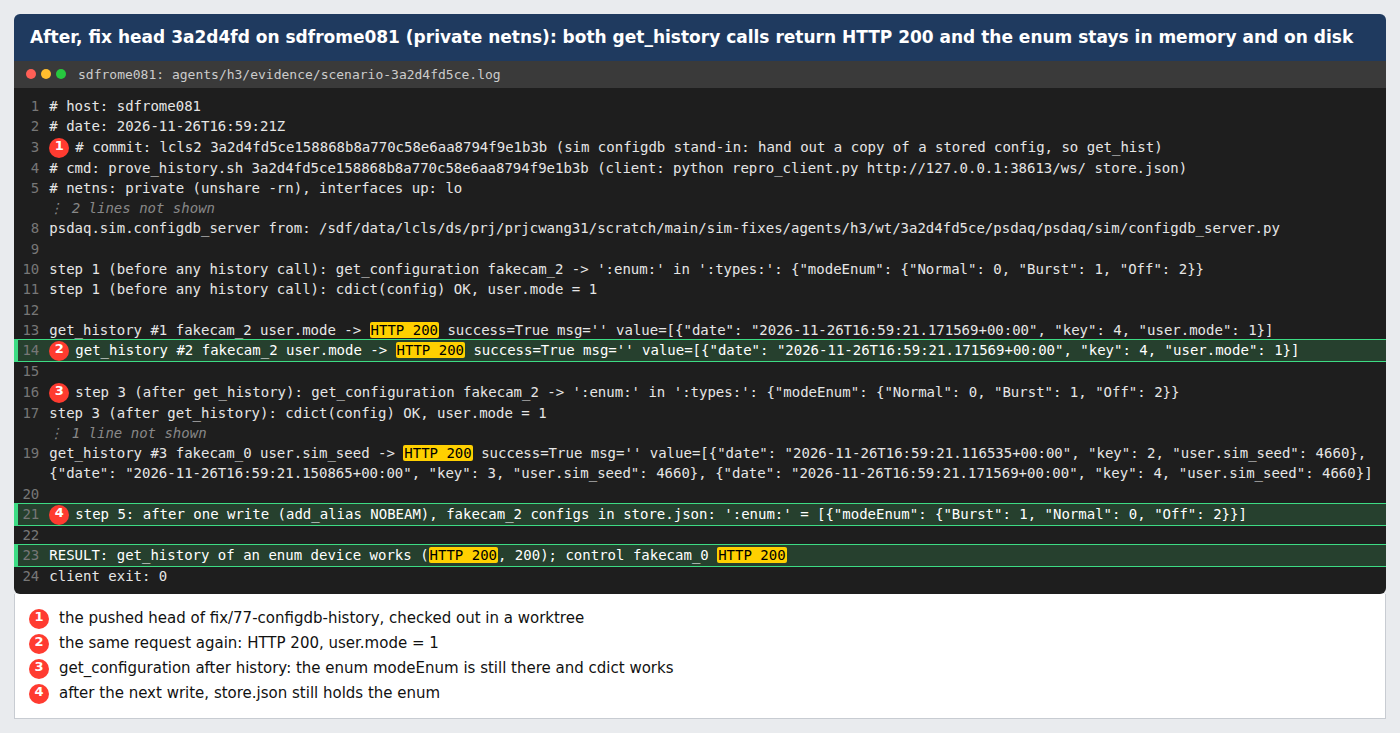 After, fix head 3a2d4fd on sdfrome081 (private netns): both get_history calls return HTTP 200 and the enum stays in memory and on disk
sdfrome081: agents/h3/evidence/scenario-3a2d4fd5ce.log
1 # host: sdfrome081
2 # date: 2026-11-26T16:59:21Z
3 1 # commit: lcls2 3a2d4fd5ce158868b8a770c58e6aa8794f9e1b3b (sim configdb stand-in: hand out a copy of a stored config, so get_hist)
4 # cmd: prove_history.sh 3a2d4fd5ce158868b8a770c58e6aa8794f9e1b3b (client: python repro_client.py http://127.0.0.1:38613/ws/ store.json)
5 # netns: private (unshare -rn), interfaces up: lo
⋮ 2 lines not shown
8 psdaq.sim.configdb_server from: /sdf/data/lcls/ds/prj/prjcwang31/scratch/main/sim-fixes/agents/h3/wt/3a2d4fd5ce/psdaq/psdaq/sim/configdb_server.py
9
10 step 1 (before any history call): get_configuration fakecam_2 -> ':enum:' in ':types:': {"modeEnum": {"Normal": 0, "Burst": 1, "Off": 2}}
11 step 1 (before any history call): cdict(config) OK, user.mode = 1
12
13 get_history #1 fakecam_2 user.mode -> HTTP 200 success=True msg='' value=[{"date": "2026-11-26T16:59:21.171569+00:00", "key": 4, "user.mode": 1}]
14 2 get_history #2 fakecam_2 user.mode -> HTTP 200 success=True msg='' value=[{"date": "2026-11-26T16:59:21.171569+00:00", "key": 4, "user.mode": 1}]
15
16 3 step 3 (after get_history): get_configuration fakecam_2 -> ':enum:' in ':types:': {"modeEnum": {"Normal": 0, "Burst": 1, "Off": 2}}
17 step 3 (after get_history): cdict(config) OK, user.mode = 1
⋮ 1 line not shown
19 get_history #3 fakecam_0 user.sim_seed -> HTTP 200 success=True msg='' value=[{"date": "2026-11-26T16:59:21.116535+00:00", "key": 2, "user.sim_seed": 4660},
{"date": "2026-11-26T16:59:21.150865+00:00", "key": 3, "user.sim_seed": 4660}, {"date": "2026-11-26T16:59:21.171569+00:00", "key": 4, "user.sim_seed": 4660}]
20
21 4 step 5: after one write (add_alias NOBEAM), fakecam_2 configs in store.json: ':enum:' = [{"modeEnum": {"Burst": 1, "Normal": 0, "Off": 2}}]
22
23 RESULT: get_history of an enum device works (HTTP 200, 200); control fakecam_0 HTTP 200
24 client exit: 0
1 the pushed head of fix/77-configdb-history, checked out in a worktree
2 the same request again: HTTP 200, user.mode = 1
3 get_configuration after history: the enum modeEnum is still there and cdict works
4 after the next write, store.json still holds the enum